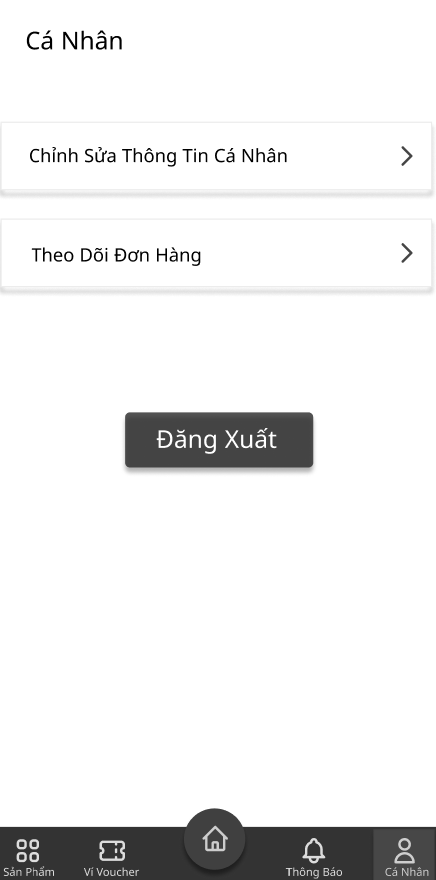 Cá Nhân
Chỉnh Sửa Thông Tin Cá Nhân
Theo Dõi Đơn Hàng
Đăng Xuất
Sản Phẩm
Ví Voucher
Thông Báo
Cá Nhân